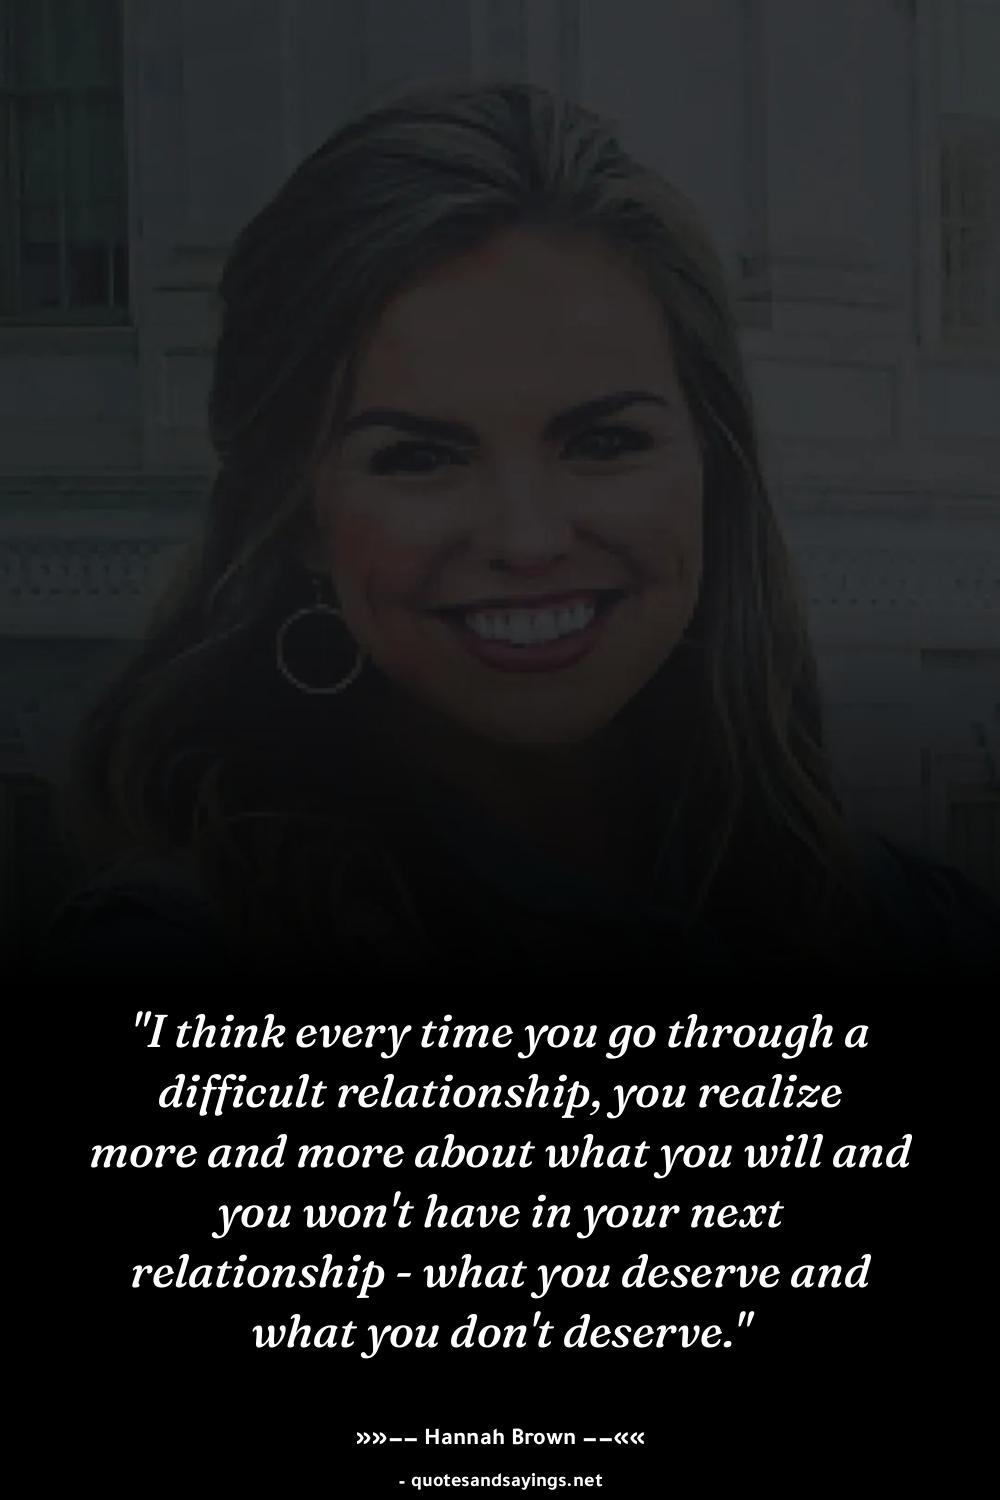 "I think every time you go through a
difficult relationship, you realize
more and more about what you will and
you won't have in your next
relationship - what you deserve and
what you don't deserve."
»»–– Hannah Brown ––««
- quotesandsayings.net